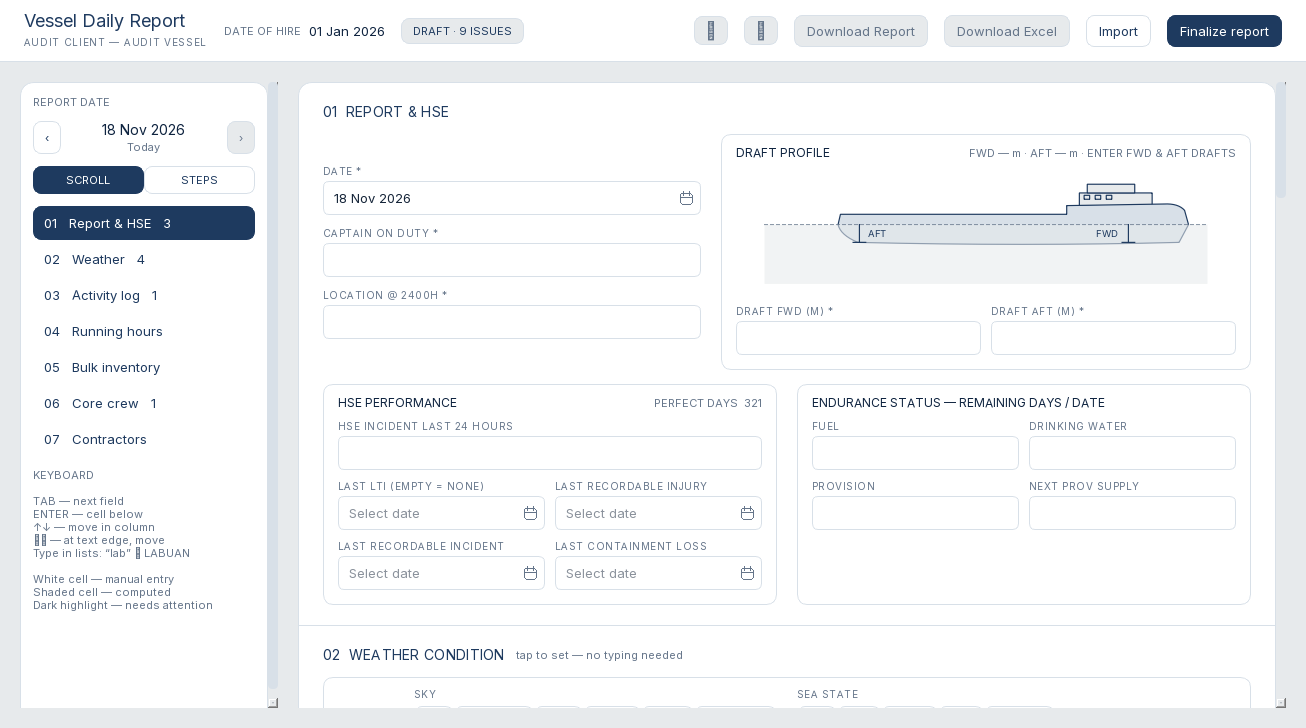 Vessel Daily Report
AUDIT CLIENT — AUDIT VESSEL
DATE OF HIRE 01 Jan 2026
DRAFT · 9 ISSUES
Download Report
Download Excel
Import
Finalize report
REPORT DATE
‹
18 Nov 2026
Today
›
SCROLL
STEPS
01 Report & HSE 3
02 Weather 4
03 Activity log 1
04 Running hours
05 Bulk inventory
06 Core crew 1
07 Contractors
KEYBOARD
TAB — next field
ENTER — cell below
↑↓ — move in column
— at text edge, move
Type in lists: “lab” LABUAN
White cell — manual entry
Shaded cell — computed
Dark highlight — needs attention
01 REPORT & HSE
DATE *
18 Nov 2026
CAPTAIN ON DUTY *
LOCATION @ 2400H *
DRAFT PROFILE
FWD — m · AFT — m · ENTER FWD & AFT DRAFTS
AFT
FWD
DRAFT FWD (M) *
DRAFT AFT (M) *
HSE PERFORMANCE
PERFECT DAYS 321
HSE INCIDENT LAST 24 HOURS
LAST LTI (EMPTY = NONE)
LAST RECORDABLE INJURY
Select date
Select date
LAST RECORDABLE INCIDENT
LAST CONTAINMENT LOSS
Select date
Select date
ENDURANCE STATUS — REMAINING DAYS / DATE
FUEL
DRINKING WATER
PROVISION
NEXT PROV SUPPLY
02 WEATHER CONDITION tap to set — no typing needed
SKY
SEA STATE